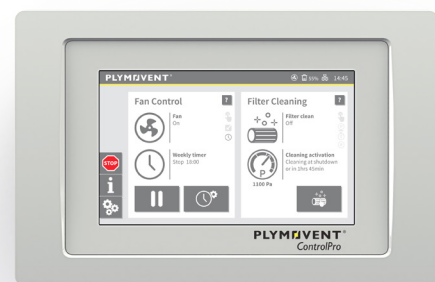 PLYMOVENT®
50% 14:45
Fan Control ?
Fan
On
Weekly timer
Stop 18:00
Filter Cleaning ?
Filter clean
Off
Cleaning activation
Cleaning at shutdown
or in 2hrs 45min
P
1100 Pa
STOP
i
PLYMOVENT®
ControlPro